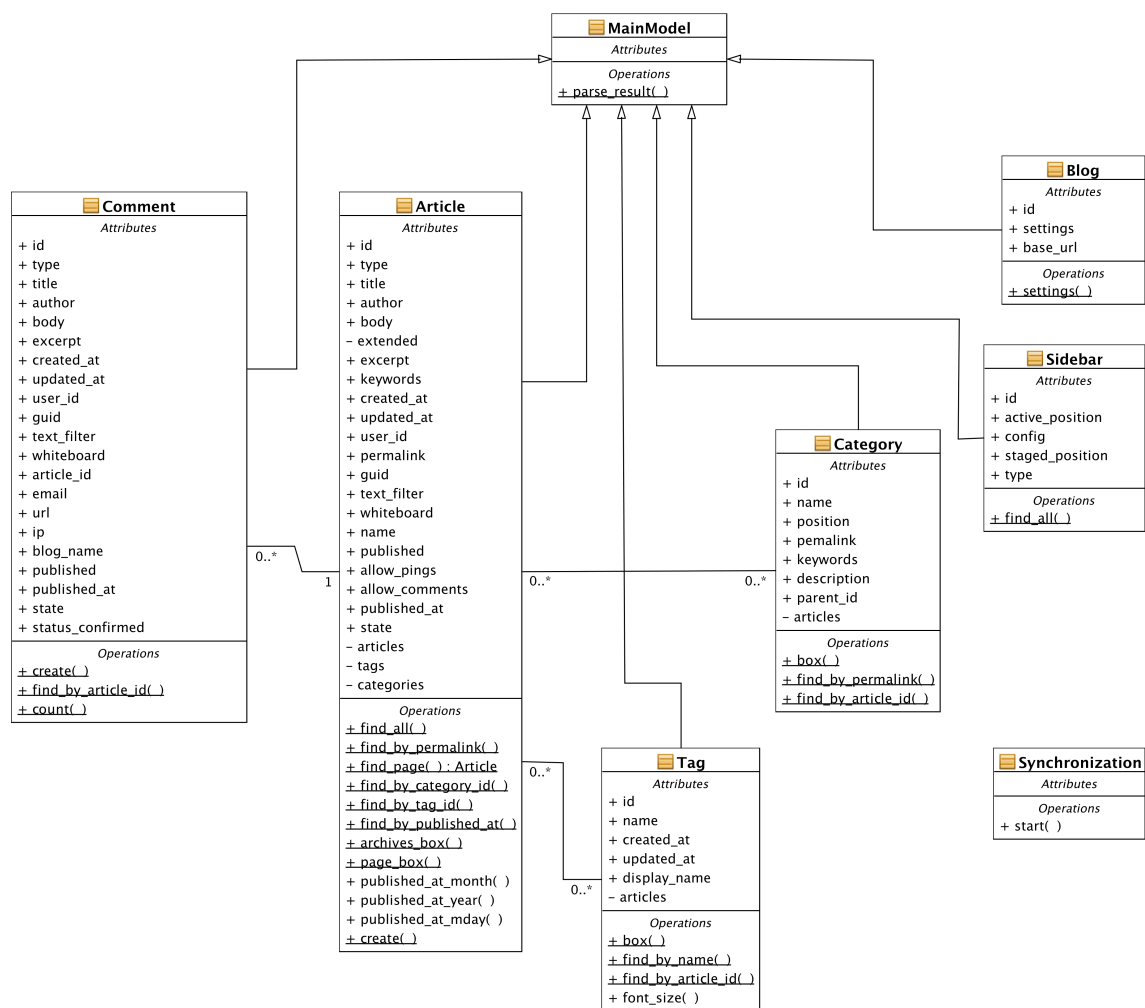 MainModel
Attributes
Operations
+ parse_result( )
Comment
Attributes
+ id
+ type
+ title
+ author
+ body
+ excerpt
+ created_at
+ updated_at
+ user_id
+ guid
+ text_filter
+ whiteboard
+ article_id
+ email
+ url
+ ip
+ blog_name
+ published
+ published_at
+ state
+ status_confirmed
Operations
+ create( )
+ find_by_article_id( )
+ count( )
0..*
1
Article
Attributes
+ id
+ type
+ title
+ author
+ body
- extended
+ excerpt
+ keywords
+ created_at
+ updated_at
+ user_id
+ permalink
+ guid
+ text_filter
+ whiteboard
+ name
+ published
+ allow_pings
+ allow_comments
+ published_at
+ state
- articles
- tags
- categories
Operations
+ find_all( )
+ find_by_permalink( )
+ find_page( ) : Article
+ find_by_category_id( )
+ find_by_tag_id( )
+ find_by_published_at( )
+ archives_box( )
+ page_box( )
+ published_at_month( )
+ published_at_year( )
+ published_at_mday( )
+ create( )
0..*
0..*
0..*
0..*
Blog
Attributes
+ id
+ settings
+ base_url
Operations
+ settings( )
Sidebar
Attributes
+ id
+ active_position
+ config
+ staged_position
+ type
Operations
+ find_all( )
Category
Attributes
+ id
+ name
+ position
+ pemalink
+ keywords
+ description
+ parent_id
- articles
Operations
+ box( )
+ find_by_permalink( )
+ find_by_article_id( )
Tag
Attributes
+ id
+ name
+ created_at
+ updated_at
+ display_name
- articles
Operations
+ box( )
+ find_by_name( )
+ find_by_article_id( )
+ font_size( )
Synchronization
Attributes
Operations
+ start( )